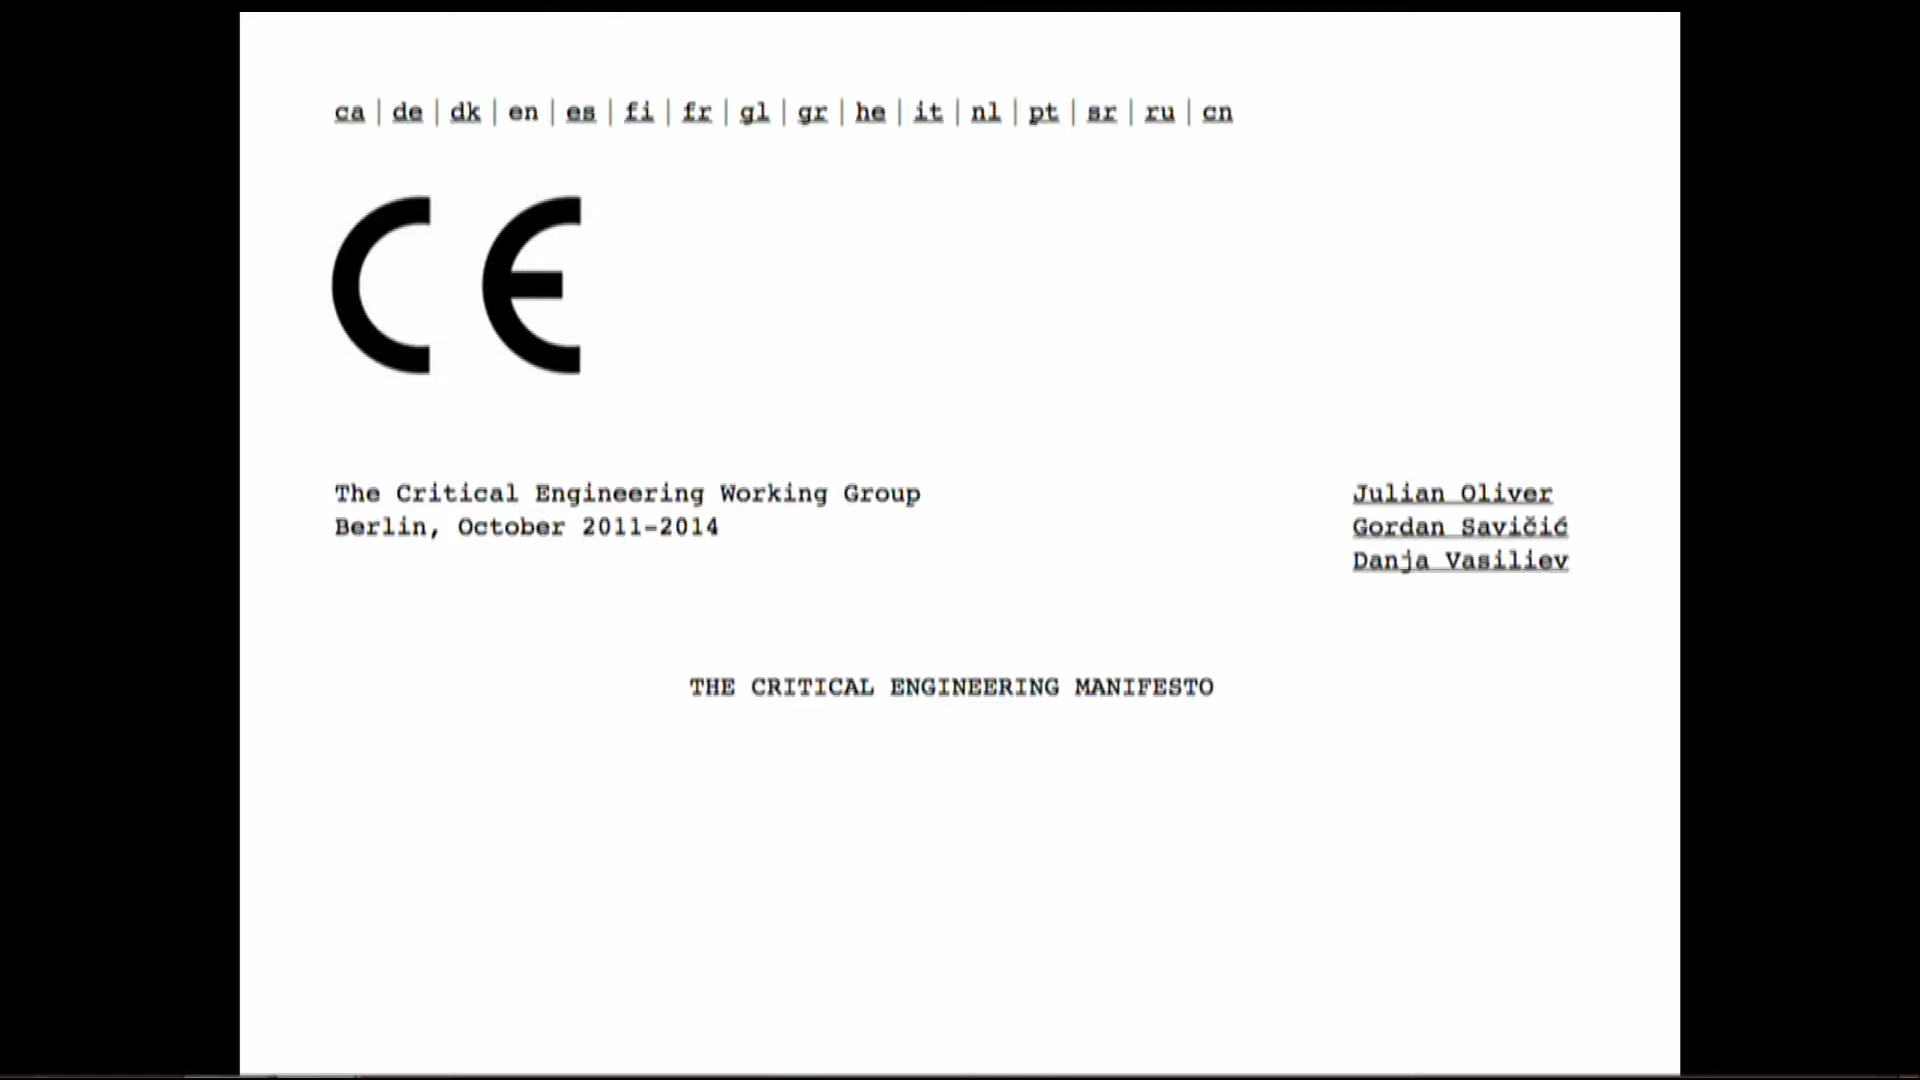 ca | de | dk | en | es | fi | fr | gl | gr | he | it | nl | pt | sr | ru | cn
CE
The Critical Engineering Working Group
Berlin, October 2011-2014
Julian Oliver
Gordan Savičić
Danja Vasiliev
THE CRITICAL ENGINEERING MANIFESTO